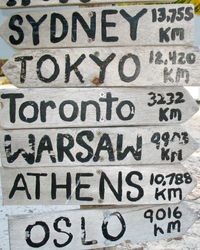 SYDNEY 13,755 KM
TOKYO 12,420 KM
Toronto 3232 KM
WARSAW KM
ATHENS 10,788 KM
OSLO 9016 KM